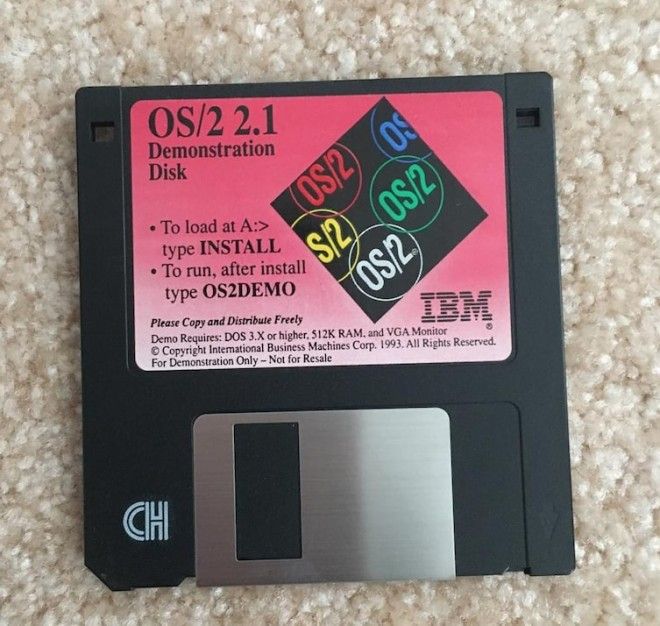 OS/2 2.1
Demonstration
Disk
OS
OS/2
OS/2
S/2
OS/2®
• To load at A:>
type INSTALL
• To run, after install
type OS2DEMO
IBM®
Please Copy and Distribute Freely
Demo Requires: DOS 3.X or higher, 512K RAM, and VGA Monitor
© Copyright International Business Machines Corp. 1993. All Rights Reserved.
For Demonstration Only – Not for Resale
CH